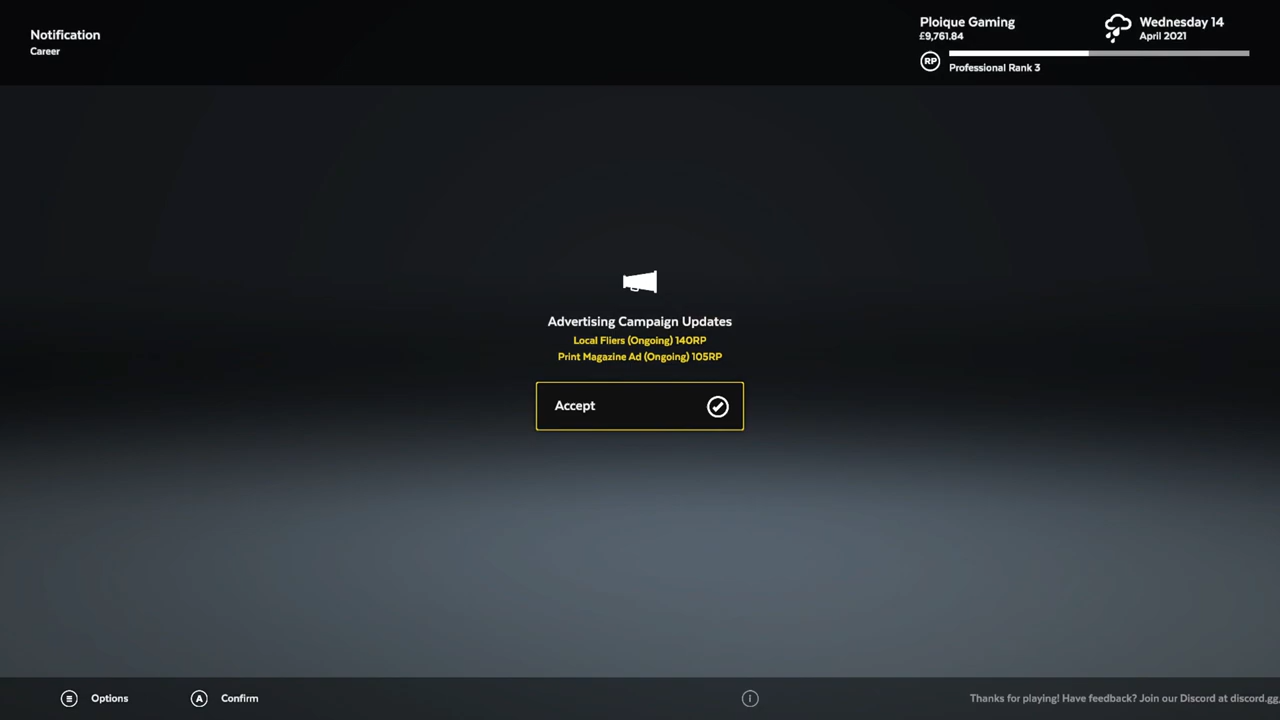 Notification
Career
Ploique Gaming
£9,761.84
Wednesday 14
April 2021
RP
Professional Rank 3
Advertising Campaign Updates
Local Fliers (Ongoing) 140RP
Print Magazine Ad (Ongoing) 105RP
Accept
Options
A Confirm
i
Thanks for playing! Have feedback? Join our Discord at discord.gg